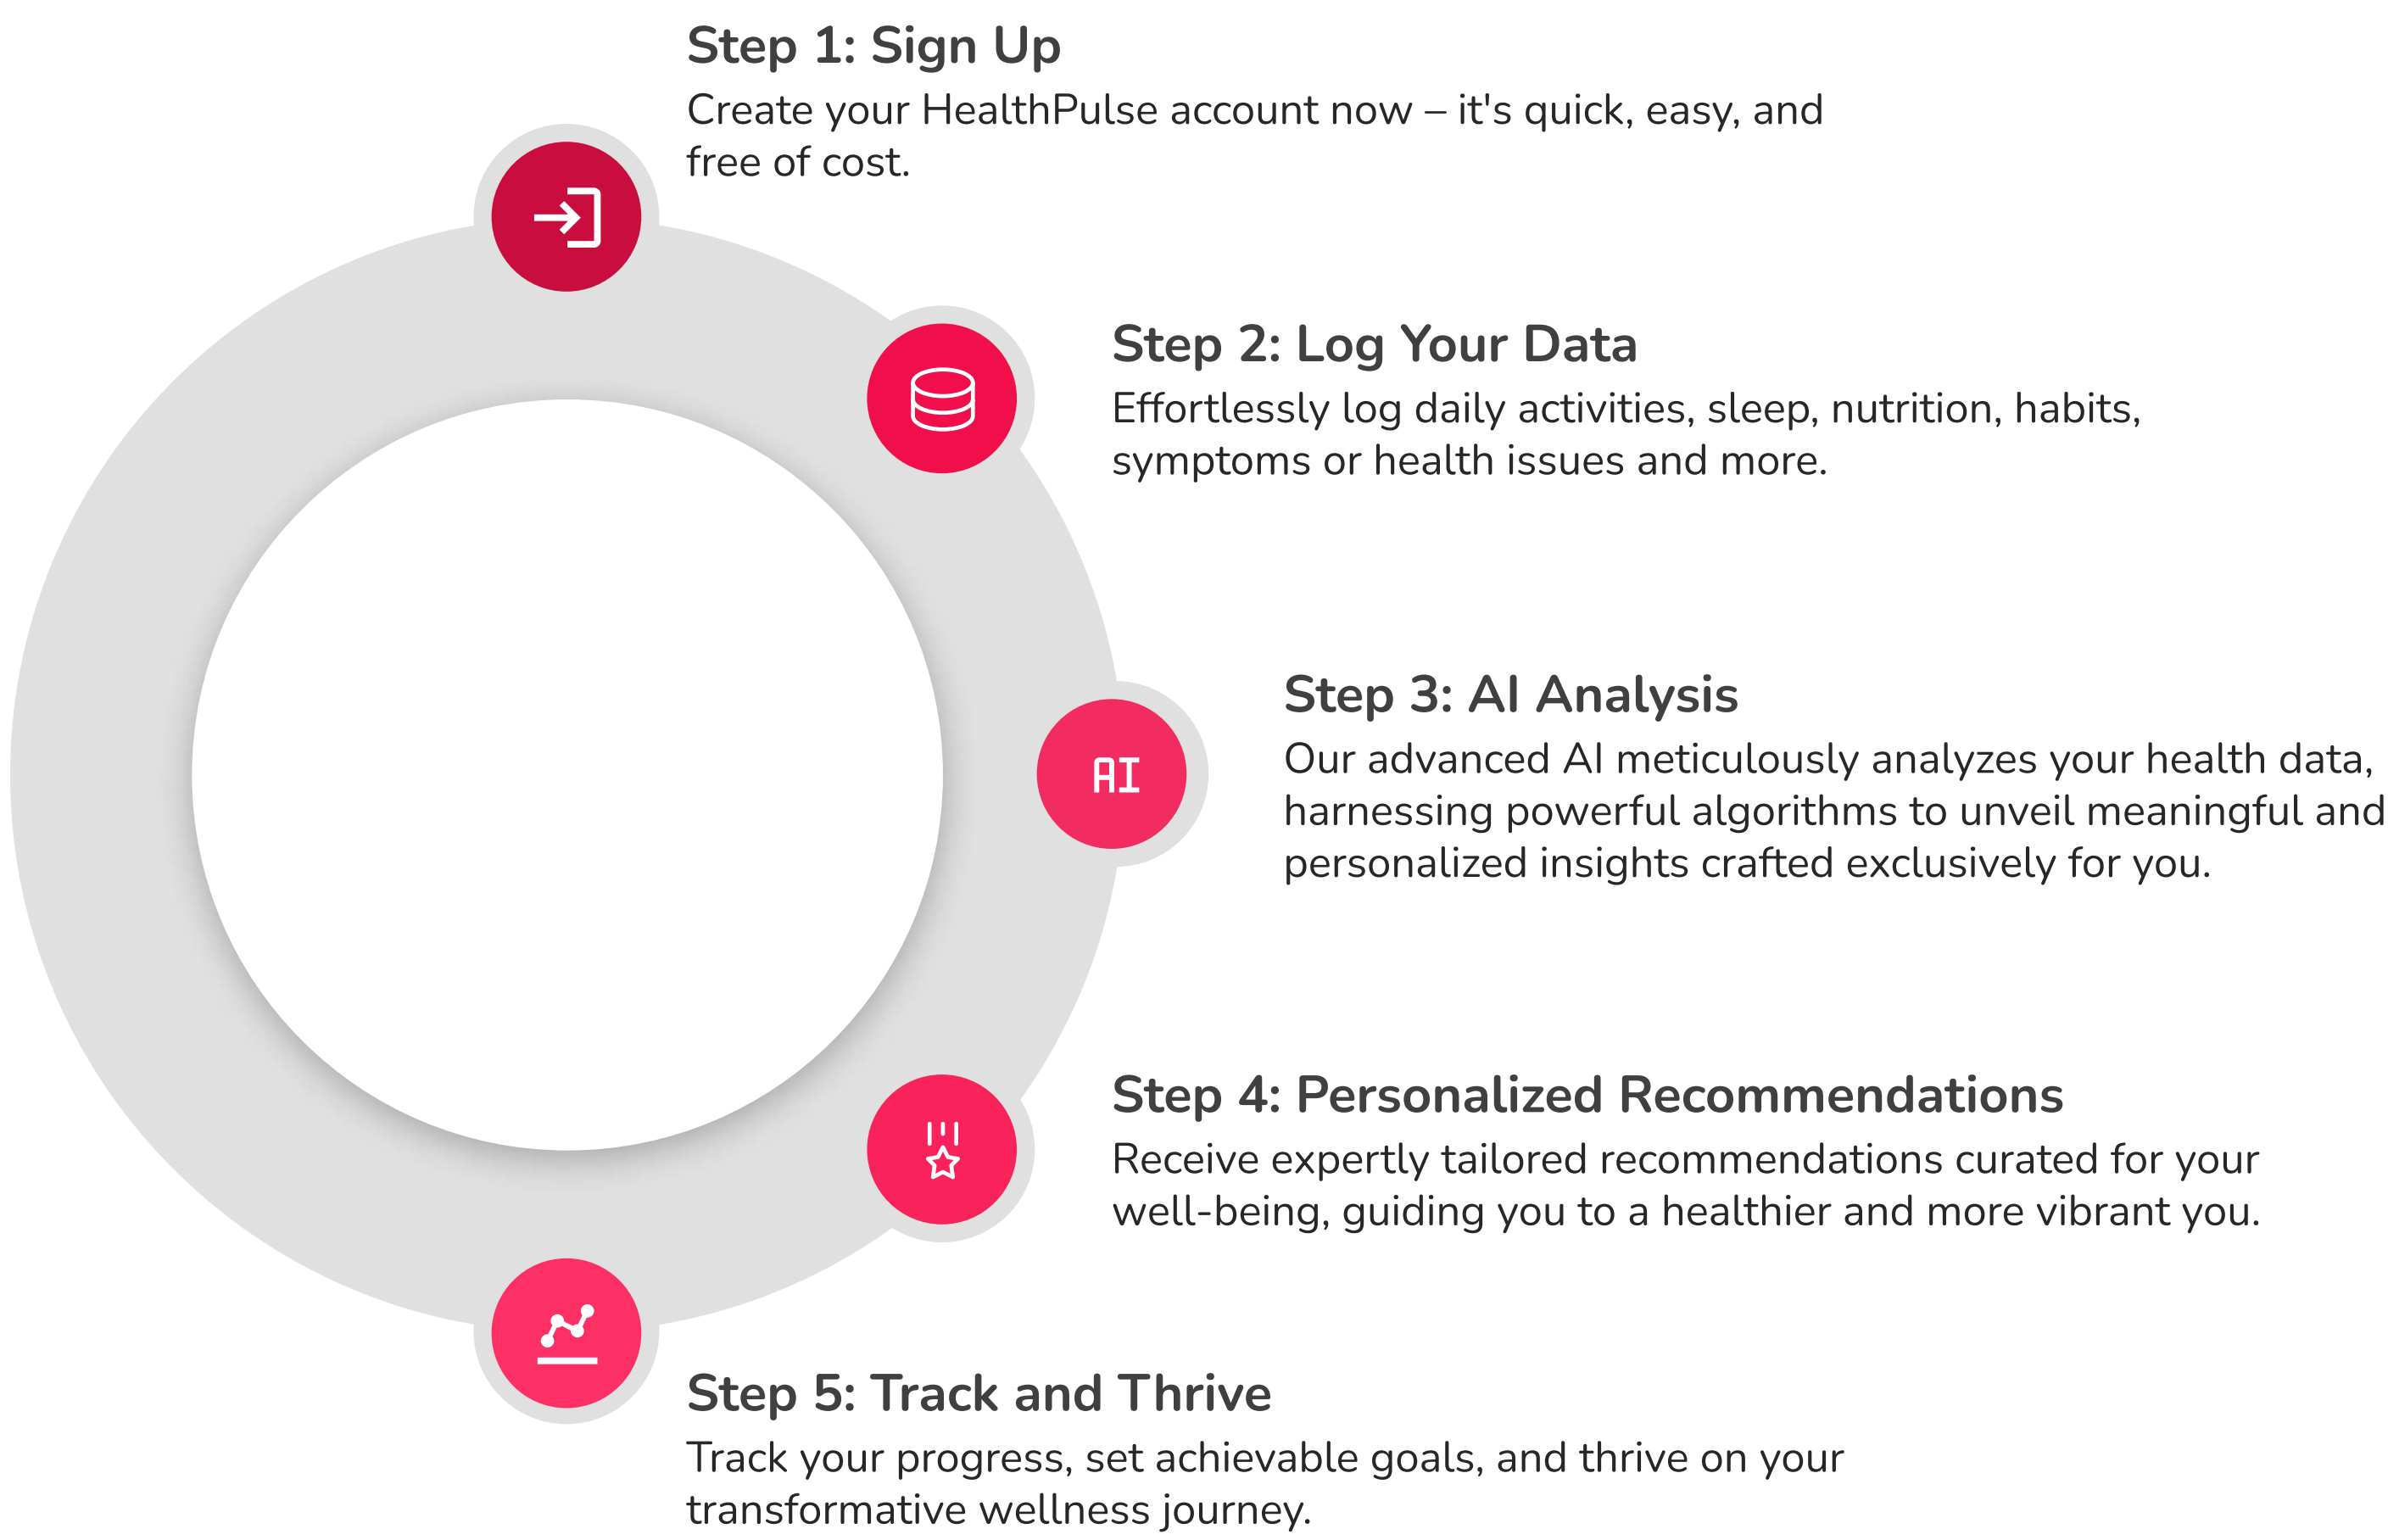 Step 1: Sign Up
Create your HealthPulse account now – it's quick, easy, and
free of cost.
Step 2: Log Your Data
Effortlessly log daily activities, sleep, nutrition, habits,
symptoms or health issues and more.
Step 3: AI Analysis
Our advanced AI meticulously analyzes your health data,
harnessing powerful algorithms to unveil meaningful and
personalized insights crafted exclusively for you.
AI
Step 4: Personalized Recommendations
Receive expertly tailored recommendations curated for your
well-being, guiding you to a healthier and more vibrant you.
Step 5: Track and Thrive
Track your progress, set achievable goals, and thrive on your
transformative wellness journey.